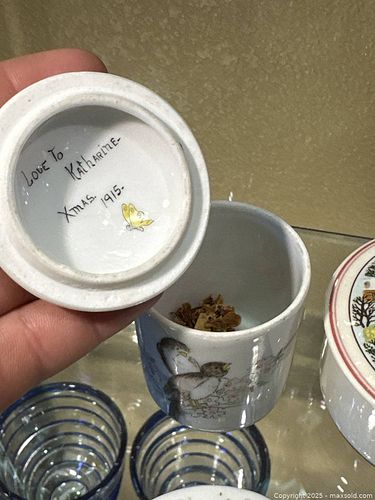 Love To
Katharine-
Xmas. 1915-
Copyright 2025 - maxsold.com